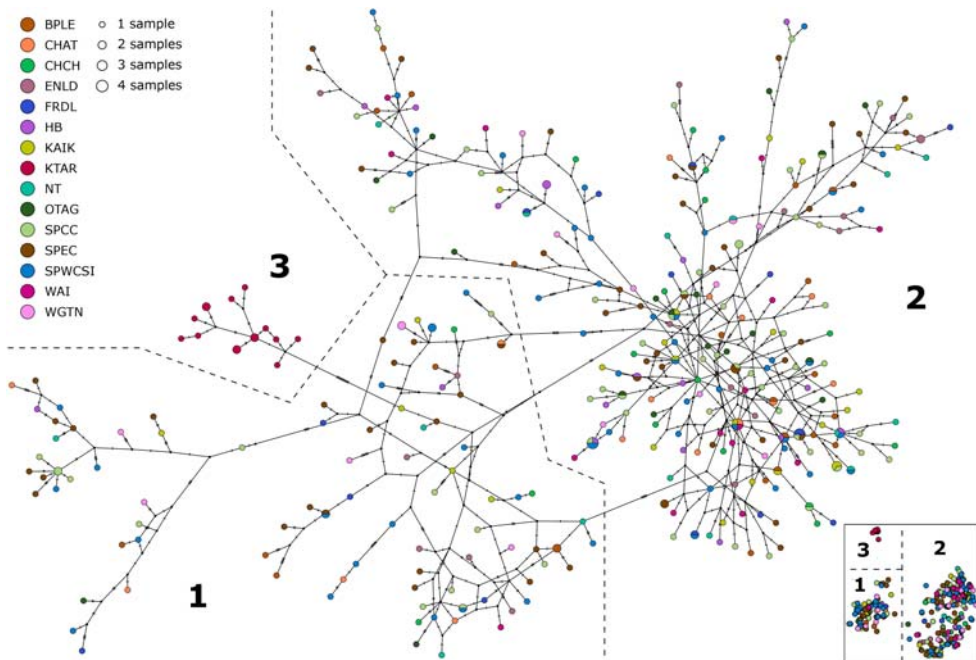 BPLE
CHAT
CHCH
ENLD
FRDL
HB
KAIK
KTAR
NT
OTAG
SPCC
SPEC
SPWCSI
WAI
WGTN
1 sample
2 samples
3 samples
4 samples
3
2
1
3
2
1